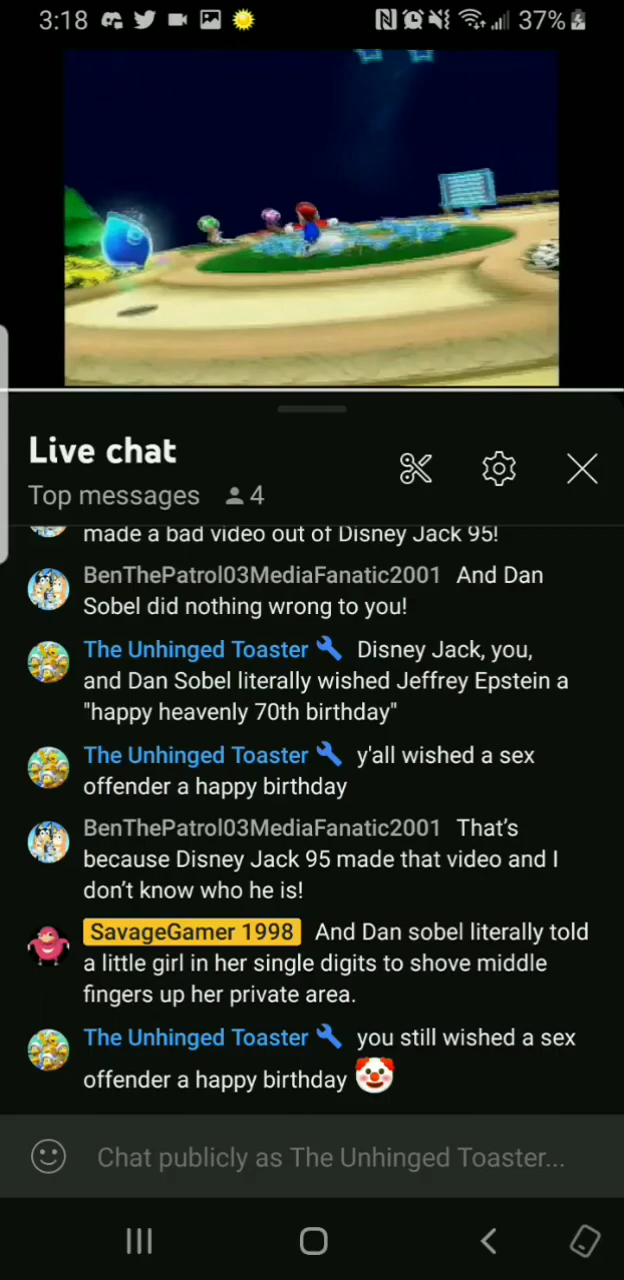 3:18
37%
Live chat
Top messages 4
made a bad video out of Disney Jack 95!
BenThePatrol03MediaFanatic2001 And Dan
Sobel did nothing wrong to you!
The Unhinged Toaster Disney Jack, you,
and Dan Sobel literally wished Jeffrey Epstein a
"happy heavenly 70th birthday"
The Unhinged Toaster y'all wished a sex
offender a happy birthday
BenThePatrol03MediaFanatic2001 That’s
because Disney Jack 95 made that video and I
don’t know who he is!
SavageGamer 1998 And Dan sobel literally told
a little girl in her single digits to shove middle
fingers up her private area.
The Unhinged Toaster you still wished a sex
offender a happy birthday 🤡
Chat publicly as The Unhinged Toaster...